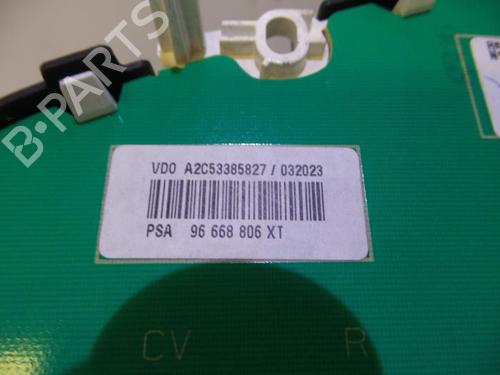 B-PARTS
VDO A2C53385827 / 032023
PSA 96 668 806 XT
CV R